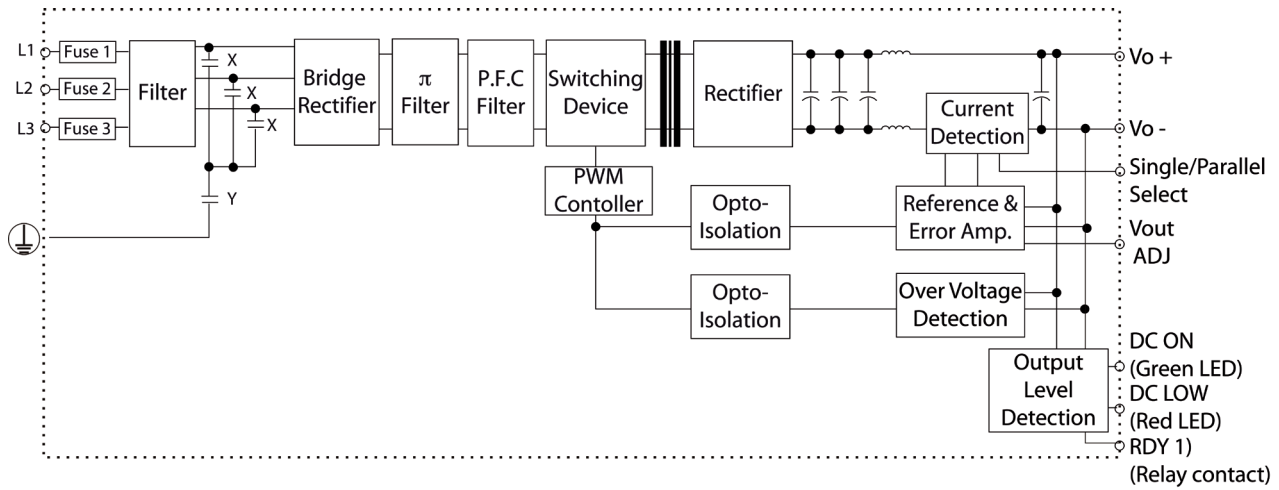 L1
Fuse 1
L2
Fuse 2
L3
Fuse 3
Filter
X
X
X
Y
Bridge
Rectifier
π
Filter
P.F.C
Filter
Switching
Device
Rectifier
PWM
Contoller
Opto-
Isolation
Opto-
Isolation
Current
Detection
Reference &
Error Amp.
Over Voltage
Detection
Output
Level
Detection
Vo +
Vo -
Single/Parallel
Select
Vout
ADJ
DC ON
(Green LED)
DC LOW
(Red LED)
RDY 1)
(Relay contact)